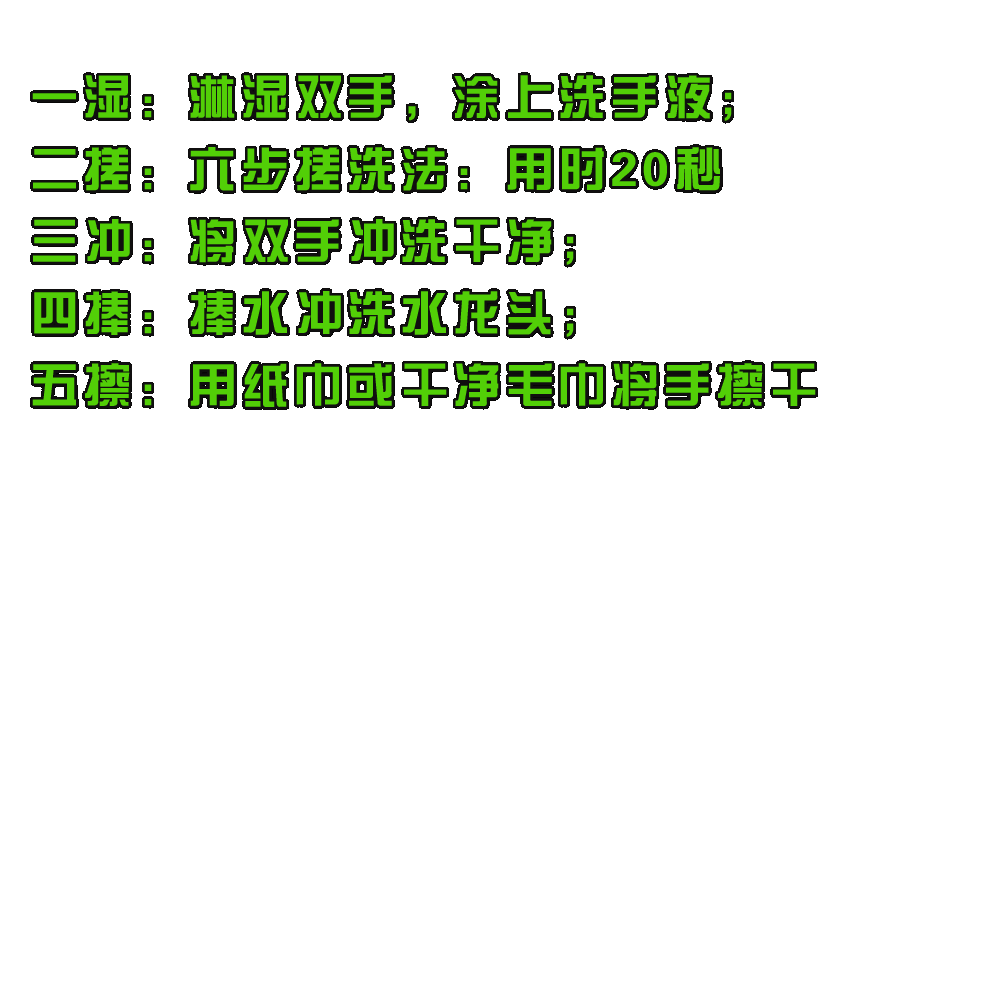 一湿：淋湿双手，涂上洗手液；
二搓：六步搓洗法：用时20秒
三冲：将双手冲洗干净；
四捧：捧水冲洗水龙头；
五擦：用纸巾或干净毛巾将手擦干